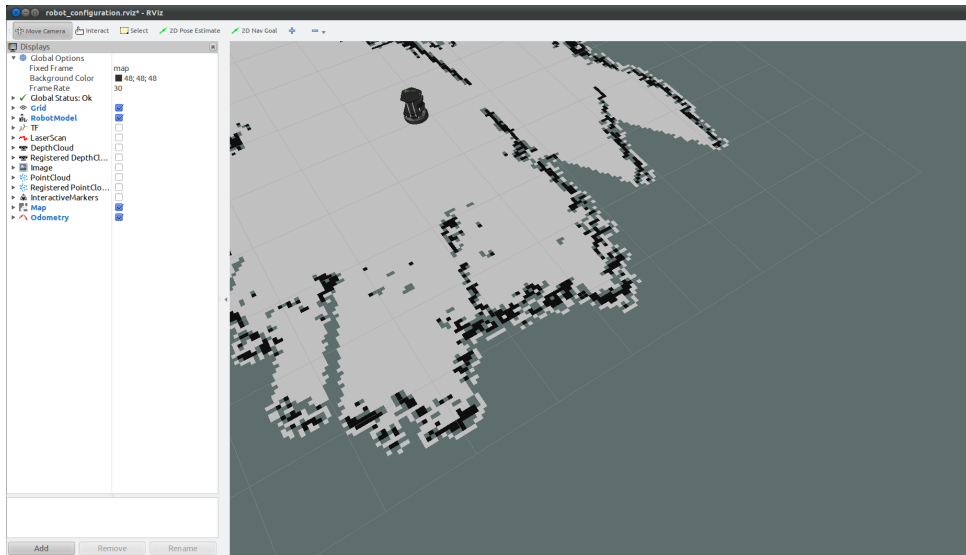 robot_configuration.rviz* - RViz
Move Camera Interact Select 2D Pose Estimate 2D Nav Goal
Displays
Global Options
Fixed Frame map
Background Color 48; 48; 48
Frame Rate 30
Global Status: Ok
Grid
RobotModel
TF
LaserScan
DepthCloud
Registered DepthCl...
Image
PointCloud
Registered PointClo...
InteractiveMarkers
Map
Odometry
Add Remove Rename